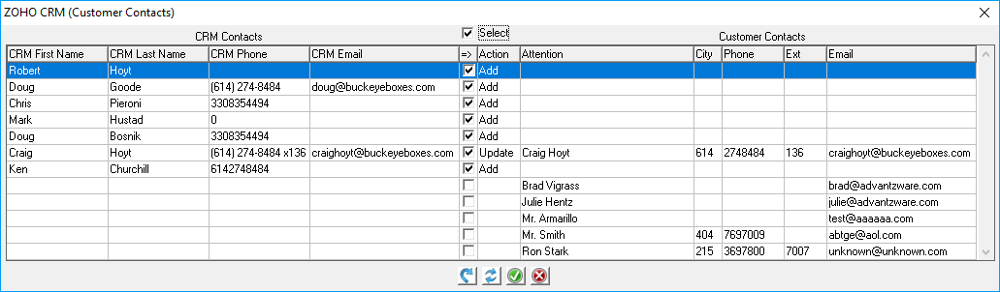 ZOHO CRM (Customer Contacts)
Select
CRM Contacts Customer Contacts
CRM First Name CRM Last Name CRM Phone CRM Email => Action Attention City Phone Ext Email
Robert Hoyt Add
Doug Goode (614) 274-8484 doug@buckeyeboxes.com Add
Chris Pieroni 3308354494 Add
Mark Hustad 0 Add
Doug Bosnik 3308354494 Add
Craig Hoyt (614) 274-8484 x136 craighoyt@buckeyeboxes.com Update Craig Hoyt 614 2748484 136 craighoyt@buckeyeboxes.com
Ken Churchill 6142748484 Add
Brad Vigrass brad@advantzware.com
Julie Hentz julie@advantzware.com
Mr. Armarillo test@aaaaaa.com
Mr. Smith 404 7697009 abtge@aol.com
Ron Stark 215 3697800 7007 unknown@unknown.com